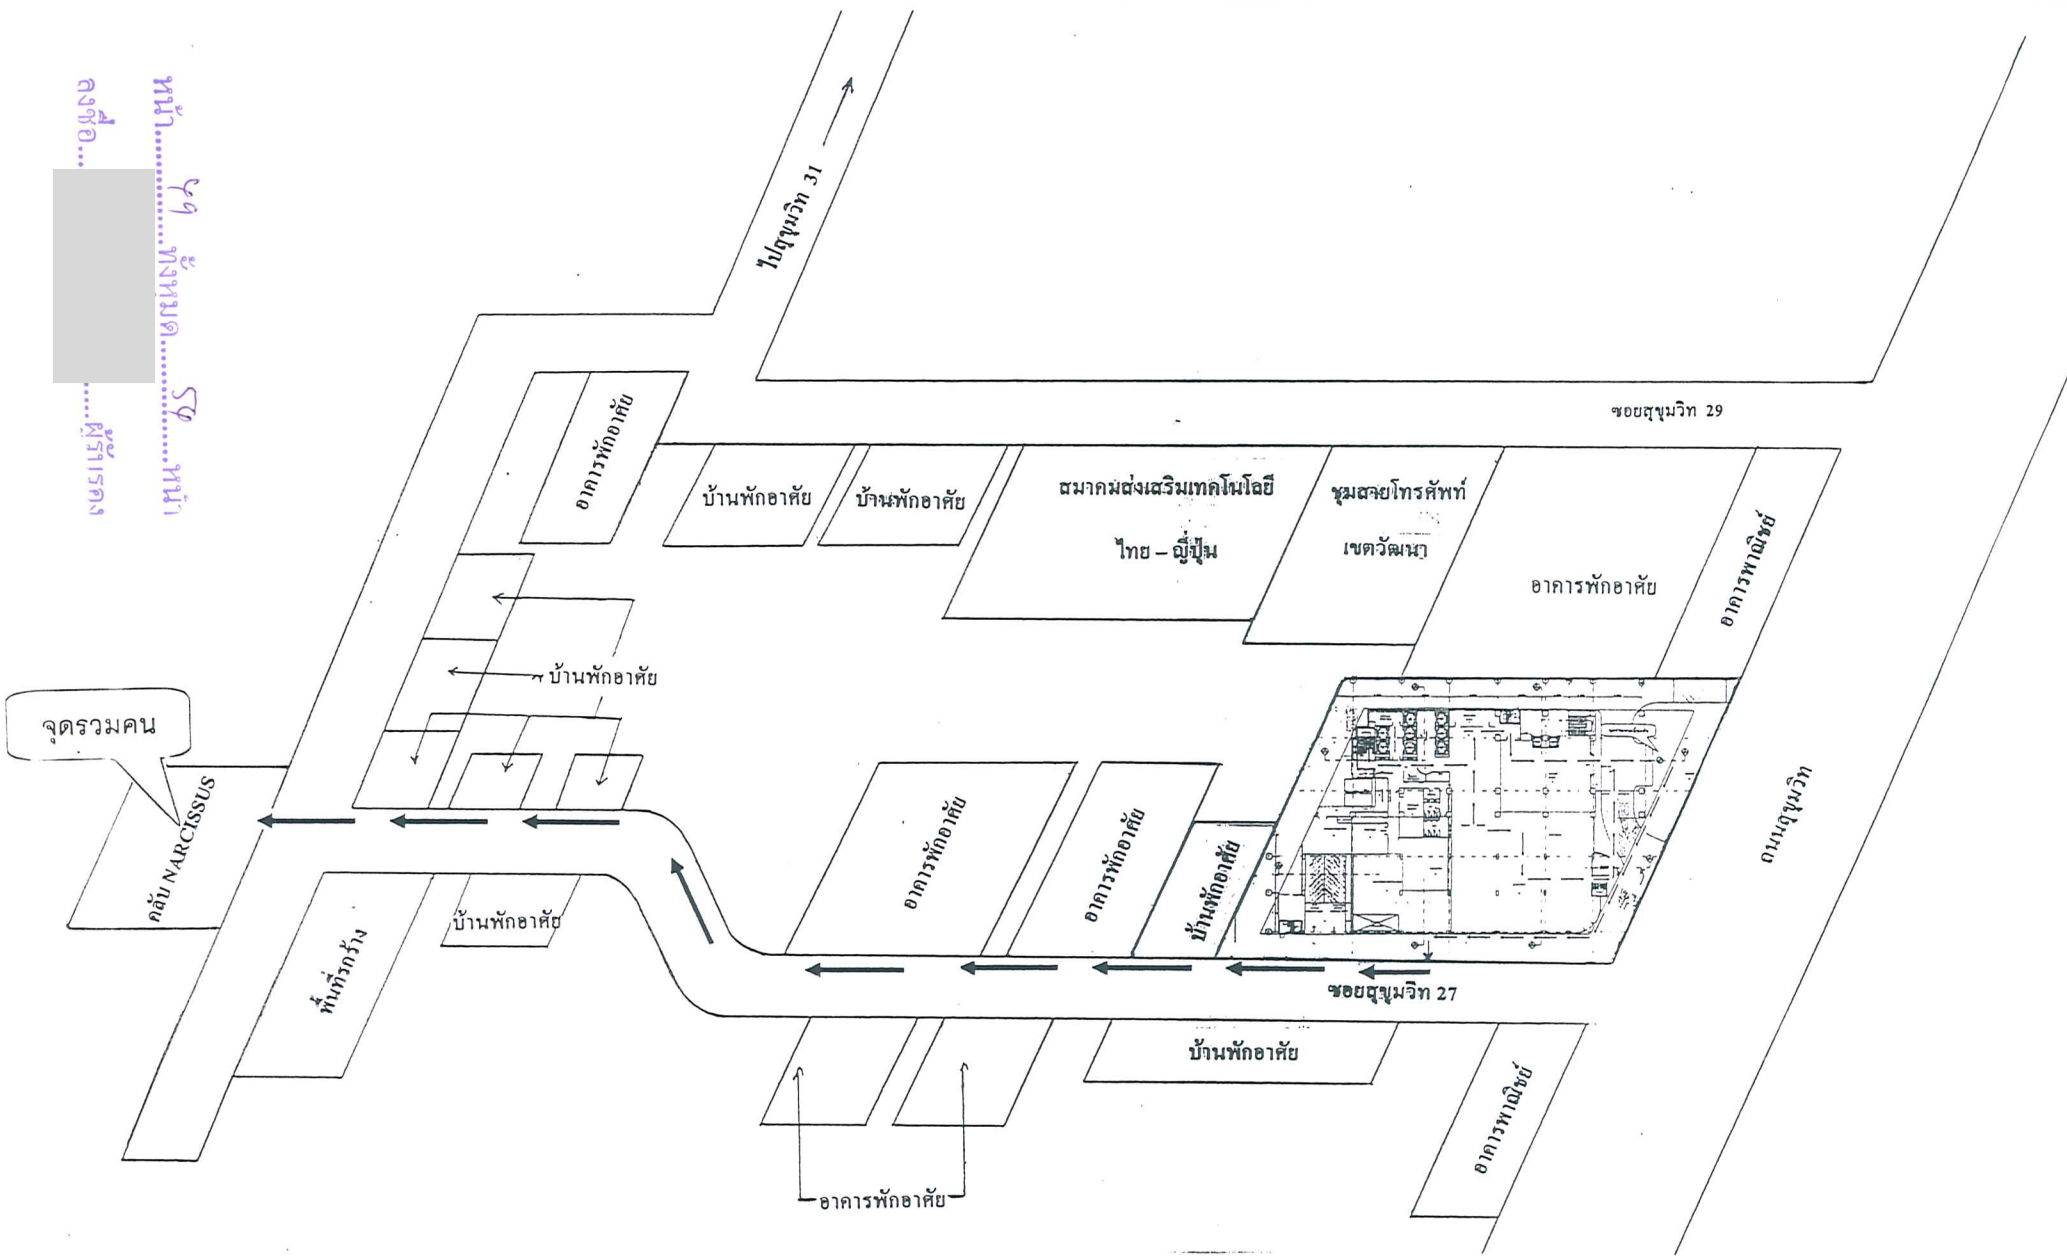 หน้า..........๖๑..........ทั้งหมด..........๘๔..........หน้า
ลงชื่อ..........ผู้รับรอง
ไปสุขุมวิท 31
ซอยสุขุมวิท 29
อาคารพักอาศัย
บ้านพักอาศัย
บ้านพักอาศัย
สมาคมส่งเสริมเทคโนโลยี
ไทย – ญี่ปุ่น
ชุมสายโทรศัพท์
เขตวัฒนา
อาคารพักอาศัย
อาคารพาณิชย์
บ้านพักอาศัย
จุดรวมคน
คลับ NARCISSUS
อาคารพักอาศัย
อาคารพักอาศัย
บ้านพักอาศัย
ถนนสุขุมวิท
พื้นที่รกร้าง
บ้านพักอาศัย
ซอยสุขุมวิท 27
บ้านพักอาศัย
อาคารพาณิชย์
อาคารพักอาศัย